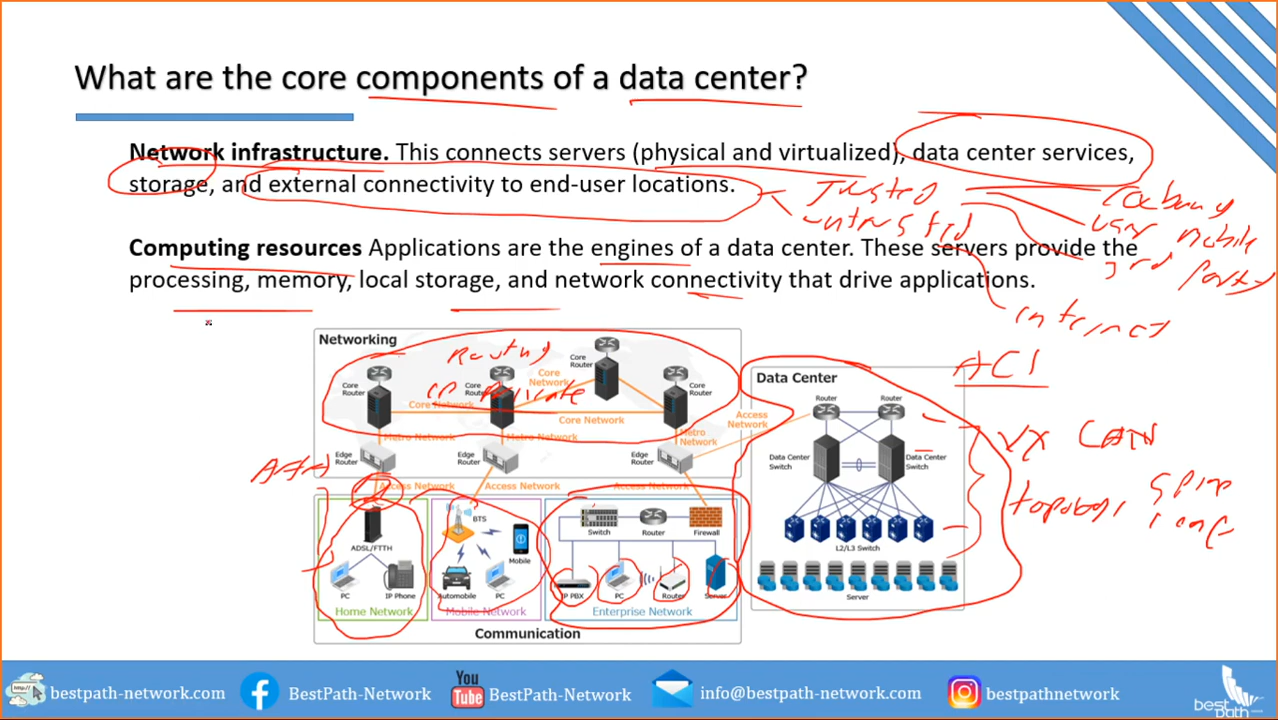 What are the core components of a data center?
Network infrastructure. This connects servers (physical and virtualized), data center services,
storage, and external connectivity to end-user locations.
Trusted
untrusted
user mobile
3rd Party
internet
Computing resources Applications are the engines of a data center. These servers provide the
processing, memory, local storage, and network connectivity that drive applications.
Networking
Routing
Core Router
Core Router
Core Router
Core Router
Core Network
Core Network
Core Network
Metro Network
Metro Network
Metro Network
Edge Router
Edge Router
Edge Router
Access Network
Access Network
Access Network
Access Network
ADSL/FTTH
PC
IP Phone
Home Network
BTS
Mobile
Automobile
PC
Mobile Network
Switch
Router
Firewall
IP PBX
PC
Router
Server
Enterprise Network
Communication
ACI
Data Center
Router
Router
Data Center Switch
Data Center Switch
L2/L3 Switch
Server
topology
bestpath-network.com
BestPath-Network
You Tube
BestPath-Network
info@bestpath-network.com
bestpathnetwork
best path
http://